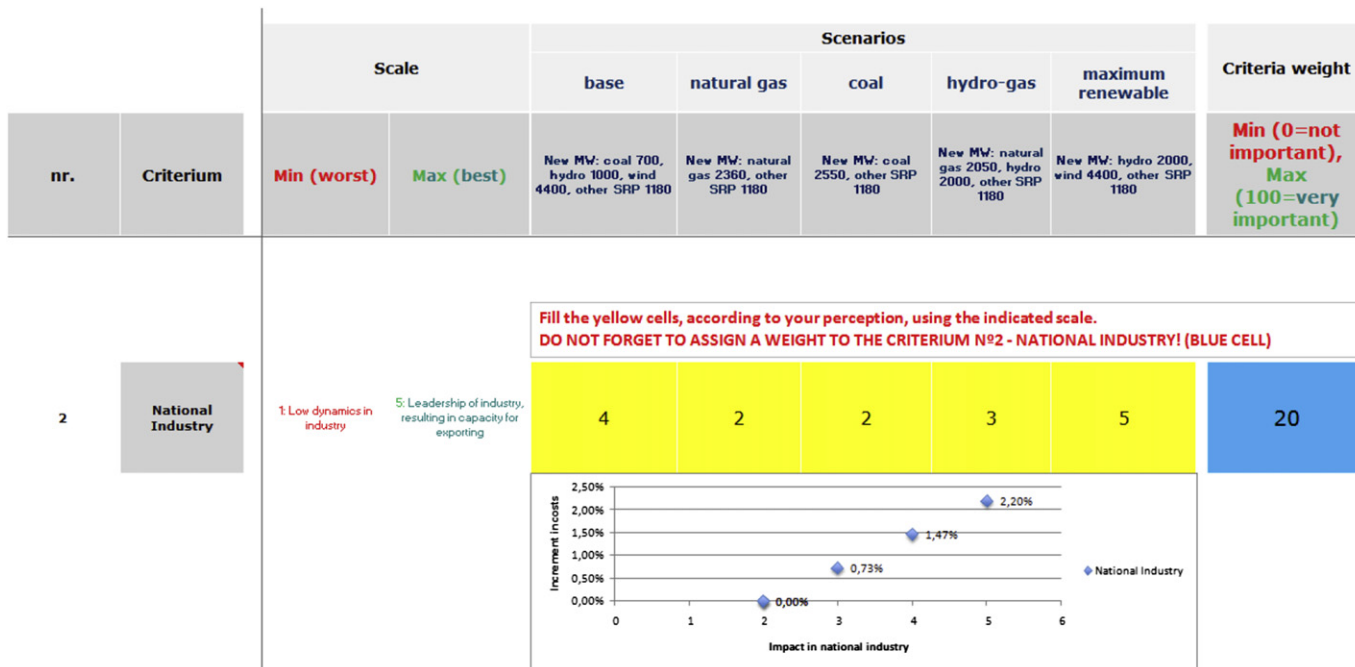 Scenarios
Scale
Criteria weight
base
natural gas
coal
hydro-gas
maximum
renewable
nr.
Criterium
Min (worst)
Max (best)
New MW: coal 700,
hydro 1000, wind
4400, other SRP 1180
New MW: natural
gas 2360, other
SRP 1180
New MW: coal
2550, other SRP
1180
New MW: natural
gas 2050, hydro
2000, other SRP
1180
New MW: hydro 2000,
wind 4400, other SRP
1180
Min (0=not
important),
Max
(100=very
important)
Fill the yellow cells, according to your perception, using the indicated scale.
DO NOT FORGET TO ASSIGN A WEIGHT TO THE CRITERIUM Nº2 - NATIONAL INDUSTRY! (BLUE CELL)
2
National
Industry
1: Low dynamics in
industry
5: Leadership of industry,
resulting in capacity for
exporting
4
2
2
3
5
20
Increment in costs
2,50%
2,00%
1,50%
1,00%
0,50%
0,00%
2,20%
1,47%
0,73%
0,00%
National Industry
0 1 2 3 4 5 6
Impact in national industry